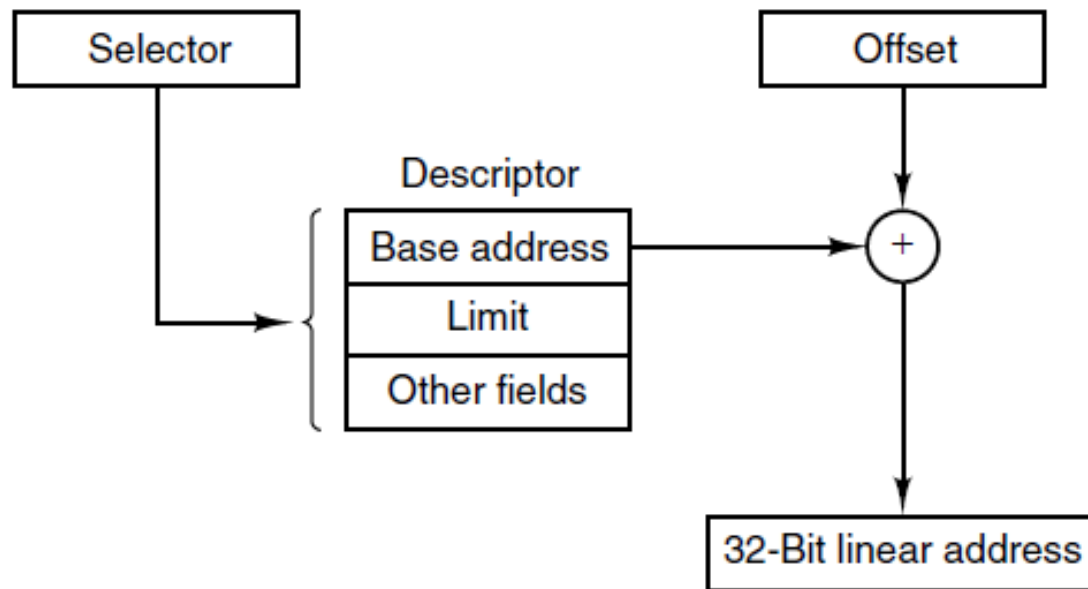 Selector
Offset
Descriptor
Base address
+
Limit
Other fields
32-Bit linear address